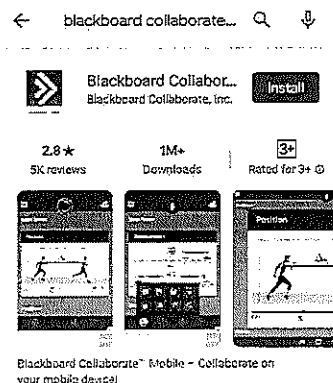 blackboard collaborate...
Blackboard Collabor...
Blackboard Collaborate, Inc.
Install
2.8★
5K reviews
1M+
Downloads
3+
Rated for 3+
Position
Blackboard Collaborate™ Mobile – Collaborate on
your mobile device!